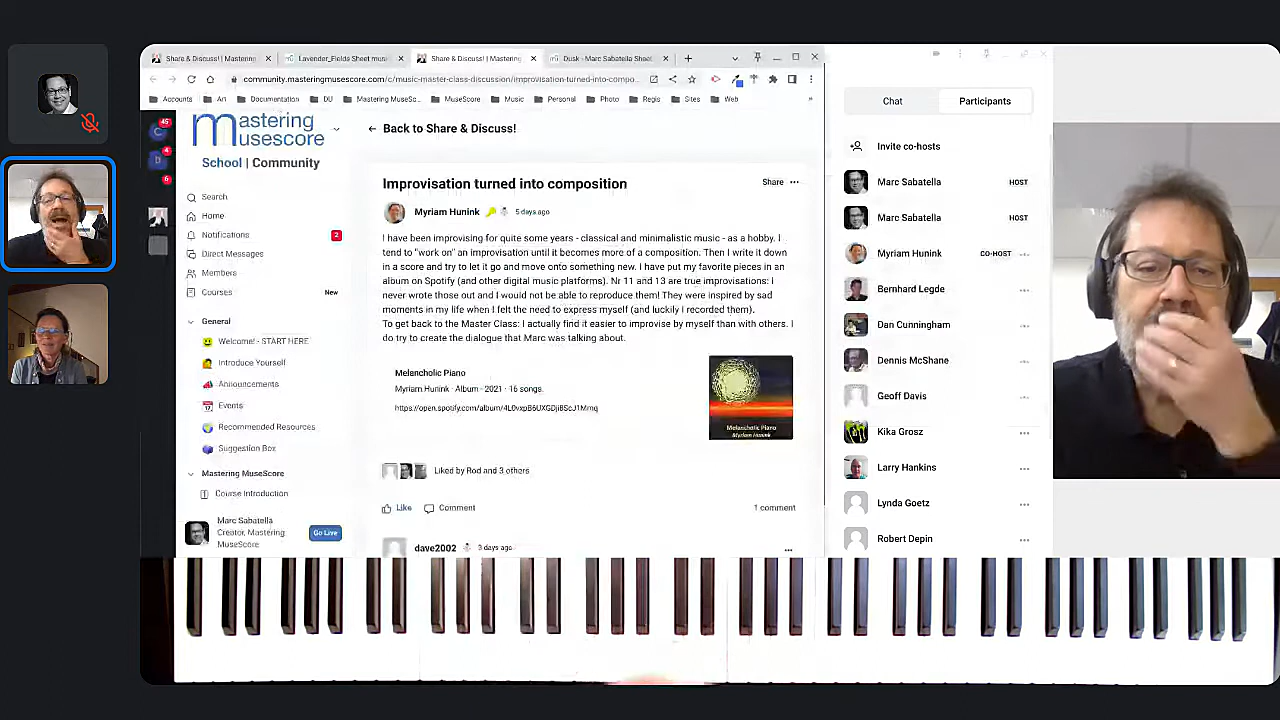 Share & Discuss! | Mastering
Lavender_Fields Sheet mus
Share & Discuss! | Mastering
Dusk - Marc Sabatella Sheet
community.masteringmusescore.com/c/music-master-class-discussion/improvisation-turned-into-compo...
Accounts
Art
Documentation
DU
Mastering MuseSc...
MuseScore
Music
Personal
Photo
Regis
Sites
Web
»
45
4
6
Mastering
Musescore
School | Community
Search
Home
Notifications 2
Direct Messages
Members
Courses New
General
Welcome! - START HERE
Introduce Yourself
Announcements
Events
Recommended Resources
Suggestion Box
Mastering MuseScore
Course Introduction
Marc Sabatella
Creator, Mastering
MuseScore
Go Live
← Back to Share & Discuss!
Improvisation turned into composition
Share
Myriam Hunink 5 days ago
I have been improvising for quite some years - classical and minimalistic music - as a hobby. I
tend to "work on" an improvisation until it becomes more of a composition. Then I write it down
in a score and try to let it go and move onto something new. I have put my favorite pieces in an
album on Spotify (and other digital music platforms). Nr 11 and 13 are true improvisations: I
never wrote those out and I would not be able to reproduce them! They were inspired by sad
moments in my life when I felt the need to express myself (and luckily I recorded them).
To get back to the Master Class: I actually find it easier to improvise by myself than with others. I
do try to create the dialogue that Marc was talking about.
Melancholic Piano
Myriam Hunink · Album · 2021 · 16 songs.
Melancholic Piano
Myriam Hunink
Liked by Rod and 3 others
Like
Comment
1 comment
dave2002 3 days ago
Chat
Participants
Invite co-hosts
Marc Sabatella HOST
Marc Sabatella HOST
Myriam Hunink CO-HOST
Bernhard Legde
Dan Cunningham
Dennis McShane
Geoff Davis
Kika Grosz
Larry Hankins
Lynda Goetz
Robert Depin